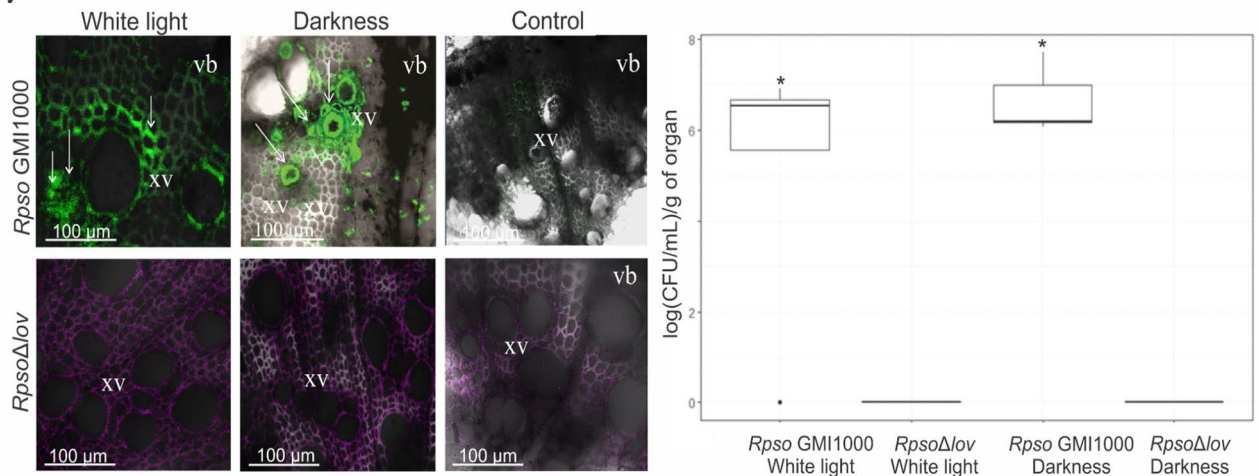 White light
Darkness
Control
Rpso GMI1000
vb
xv
100 µm
vb
xv
xv
xv
100 µm
vb
xv
100 µm
RpsoΔlov
xv
100 µm
xv
100 µm
vb
xv
100 µm
log(CFU/mL)/g of organ
8
6
2
0
*
*
Rpso GMI1000
White light
RpsoΔlov
White light
Rpso GMI1000
Darkness
RpsoΔlov
Darkness